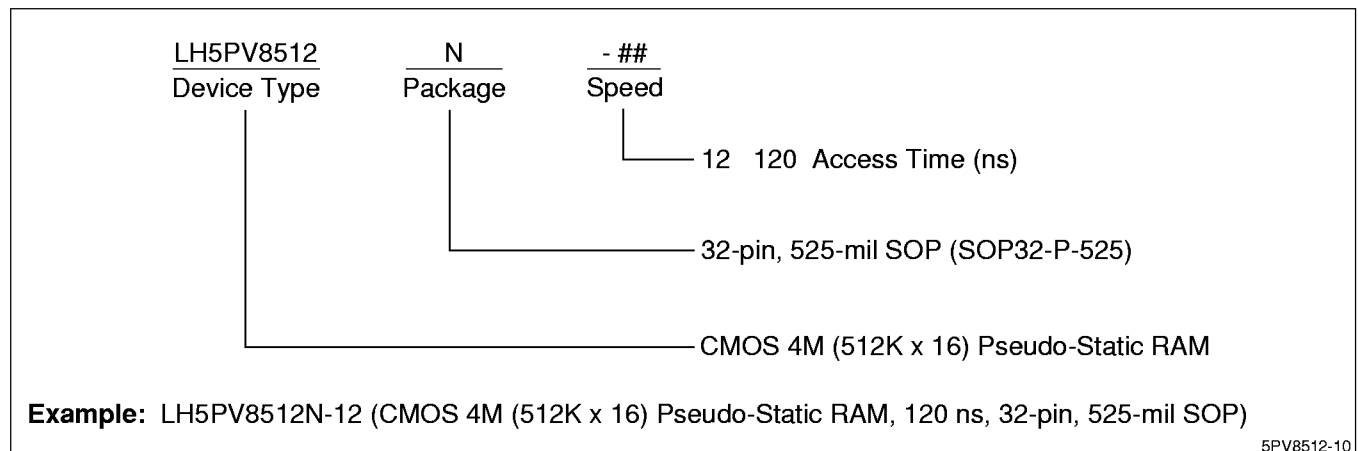 LH5PV8512 N - ##
Device Type Package Speed
12 120 Access Time (ns)
32-pin, 525-mil SOP (SOP32-P-525)
CMOS 4M (512K x 16) Pseudo-Static RAM
Example: LH5PV8512N-12 (CMOS 4M (512K x 16) Pseudo-Static RAM, 120 ns, 32-pin, 525-mil SOP)
5PV8512-10